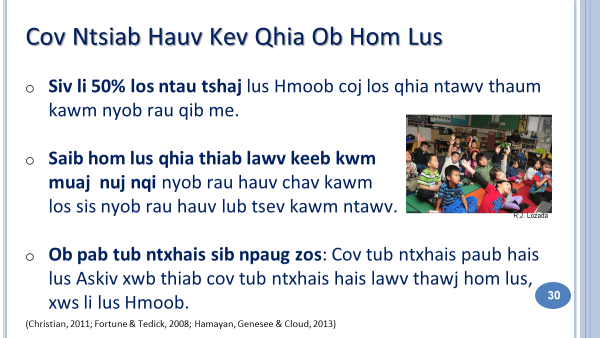 Cov Ntsiab Hauv Kev Qhia Ob Hom Lus
o Siv li 50% los ntau tshaj lus Hmoob coj los qhia ntawv thaum
kawm nyob rau qib me.
o Saib hom lus qhia thiab lawv keeb kwm
muaj nuj nqi nyob rau hauv chav kawm
los sis nyob rau hauv lub tsev kawm ntawv.
R.J. Lozada
o Ob pab tub ntxhais sib npaug zos: Cov tub ntxhais paub hais
lus Askiv xwb thiab cov tub ntxhais hais lawv thawj hom lus,
xws li lus Hmoob.
30
(Christian, 2011; Fortune & Tedick, 2008; Hamayan, Genesee & Cloud, 2013)